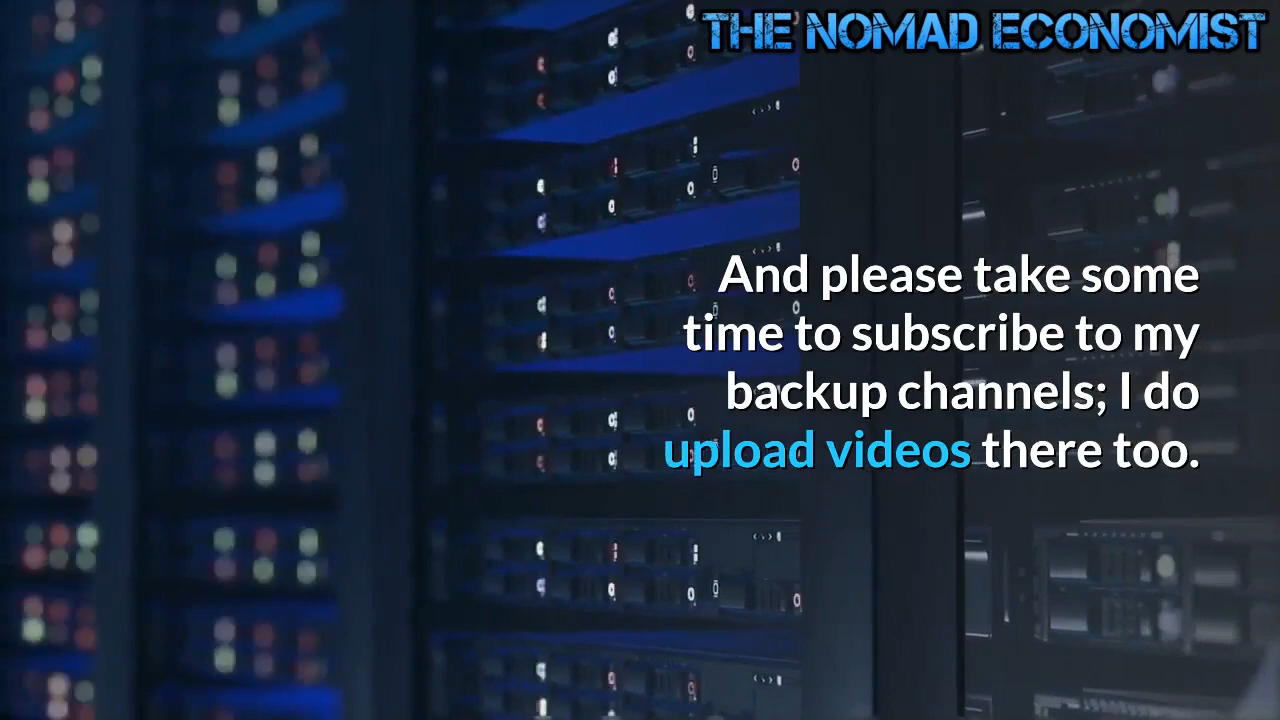 THE NOMAD ECONOMIST
And please take some
time to subscribe to my
backup channels; I do
upload videos there too.